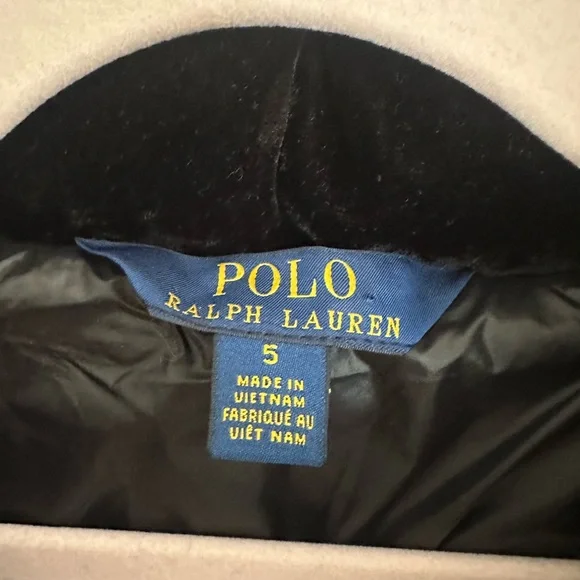 POLO
RALPH LAUREN
5
MADE IN
VIETNAM
FABRIQUÉ AU
VIÊT NAM